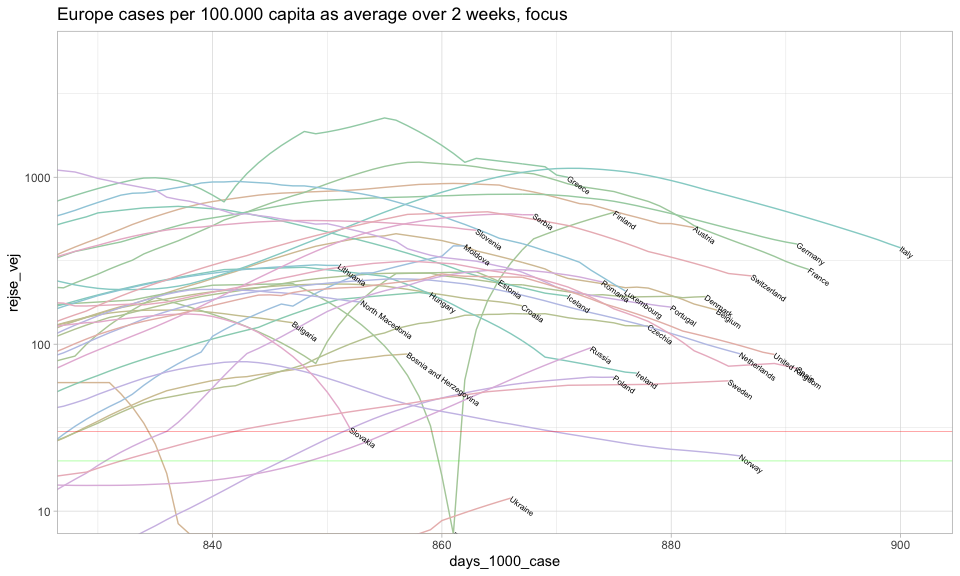 Europe cases per 100.000 capita as average over 2 weeks, focus
rejse_vej
1000
100
10
Greece
Serbia
Finland
Austria
Slovenia
Moldova
Germany
Italy
France
Switzerland
Lithuania
Estonia
Romania
Luxembourg
Hungary
Iceland
Denmark
Belgium
North Macedonia
Croatia
Portugal
Bulgaria
Czechia
Bosnia and Herzegovina
Russia
Ireland
Poland
Netherlands
United Kingdom
Sweden
Slovakia
Norway
Ukraine
840
860
880
900
days_1000_case